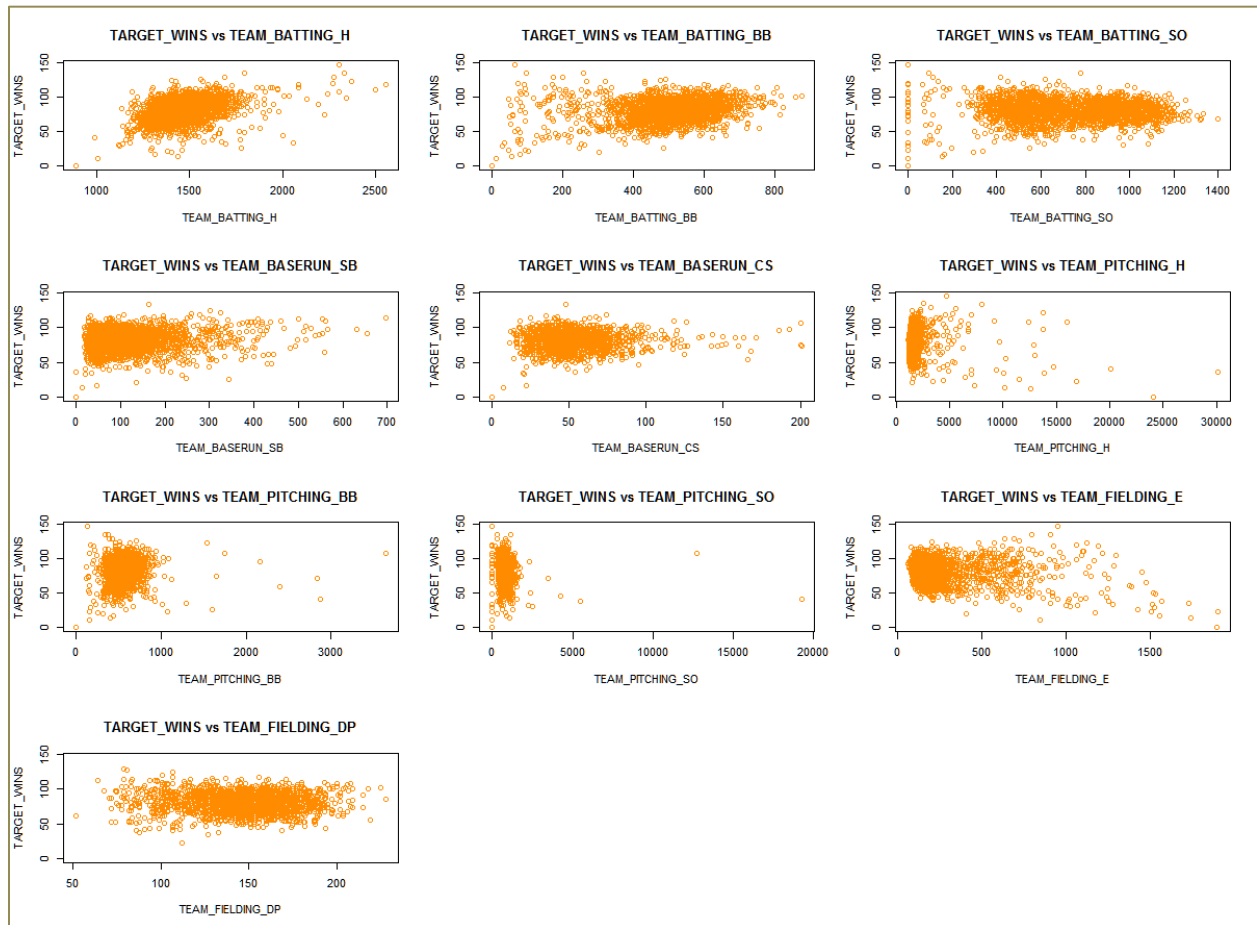 TARGET_WINS vs TEAM_BATTING_H
TARGET_WINS
0 50 100 150
1000 1500 2000 2500
TEAM_BATTING_H
TARGET_WINS vs TEAM_BATTING_BB
TARGET_WINS
0 50 100 150
0 200 400 600 800
TEAM_BATTING_BB
TARGET_WINS vs TEAM_BATTING_SO
TARGET_WINS
0 50 100 150
0 200 400 600 800 1000 1200 1400
TEAM_BATTING_SO
TARGET_WINS vs TEAM_BASERUN_SB
TARGET_WINS
0 50 100 150
0 100 200 300 400 500 600 700
TEAM_BASERUN_SB
TARGET_WINS vs TEAM_BASERUN_CS
TARGET_WINS
0 50 100 150
0 50 100 150 200
TEAM_BASERUN_CS
TARGET_WINS vs TEAM_PITCHING_H
TARGET_WINS
0 50 100 150
0 5000 10000 15000 20000 25000 30000
TEAM_PITCHING_H
TARGET_WINS vs TEAM_PITCHING_BB
TARGET_WINS
0 50 100 150
0 1000 2000 3000
TEAM_PITCHING_BB
TARGET_WINS vs TEAM_PITCHING_SO
TARGET_WINS
0 50 100 150
0 5000 10000 15000 20000
TEAM_PITCHING_SO
TARGET_WINS vs TEAM_FIELDING_E
TARGET_WINS
0 50 100 150
0 500 1000 1500
TEAM_FIELDING_E
TARGET_WINS vs TEAM_FIELDING_DP
TARGET_WINS
0 50 100 150
50 100 150 200
TEAM_FIELDING_DP